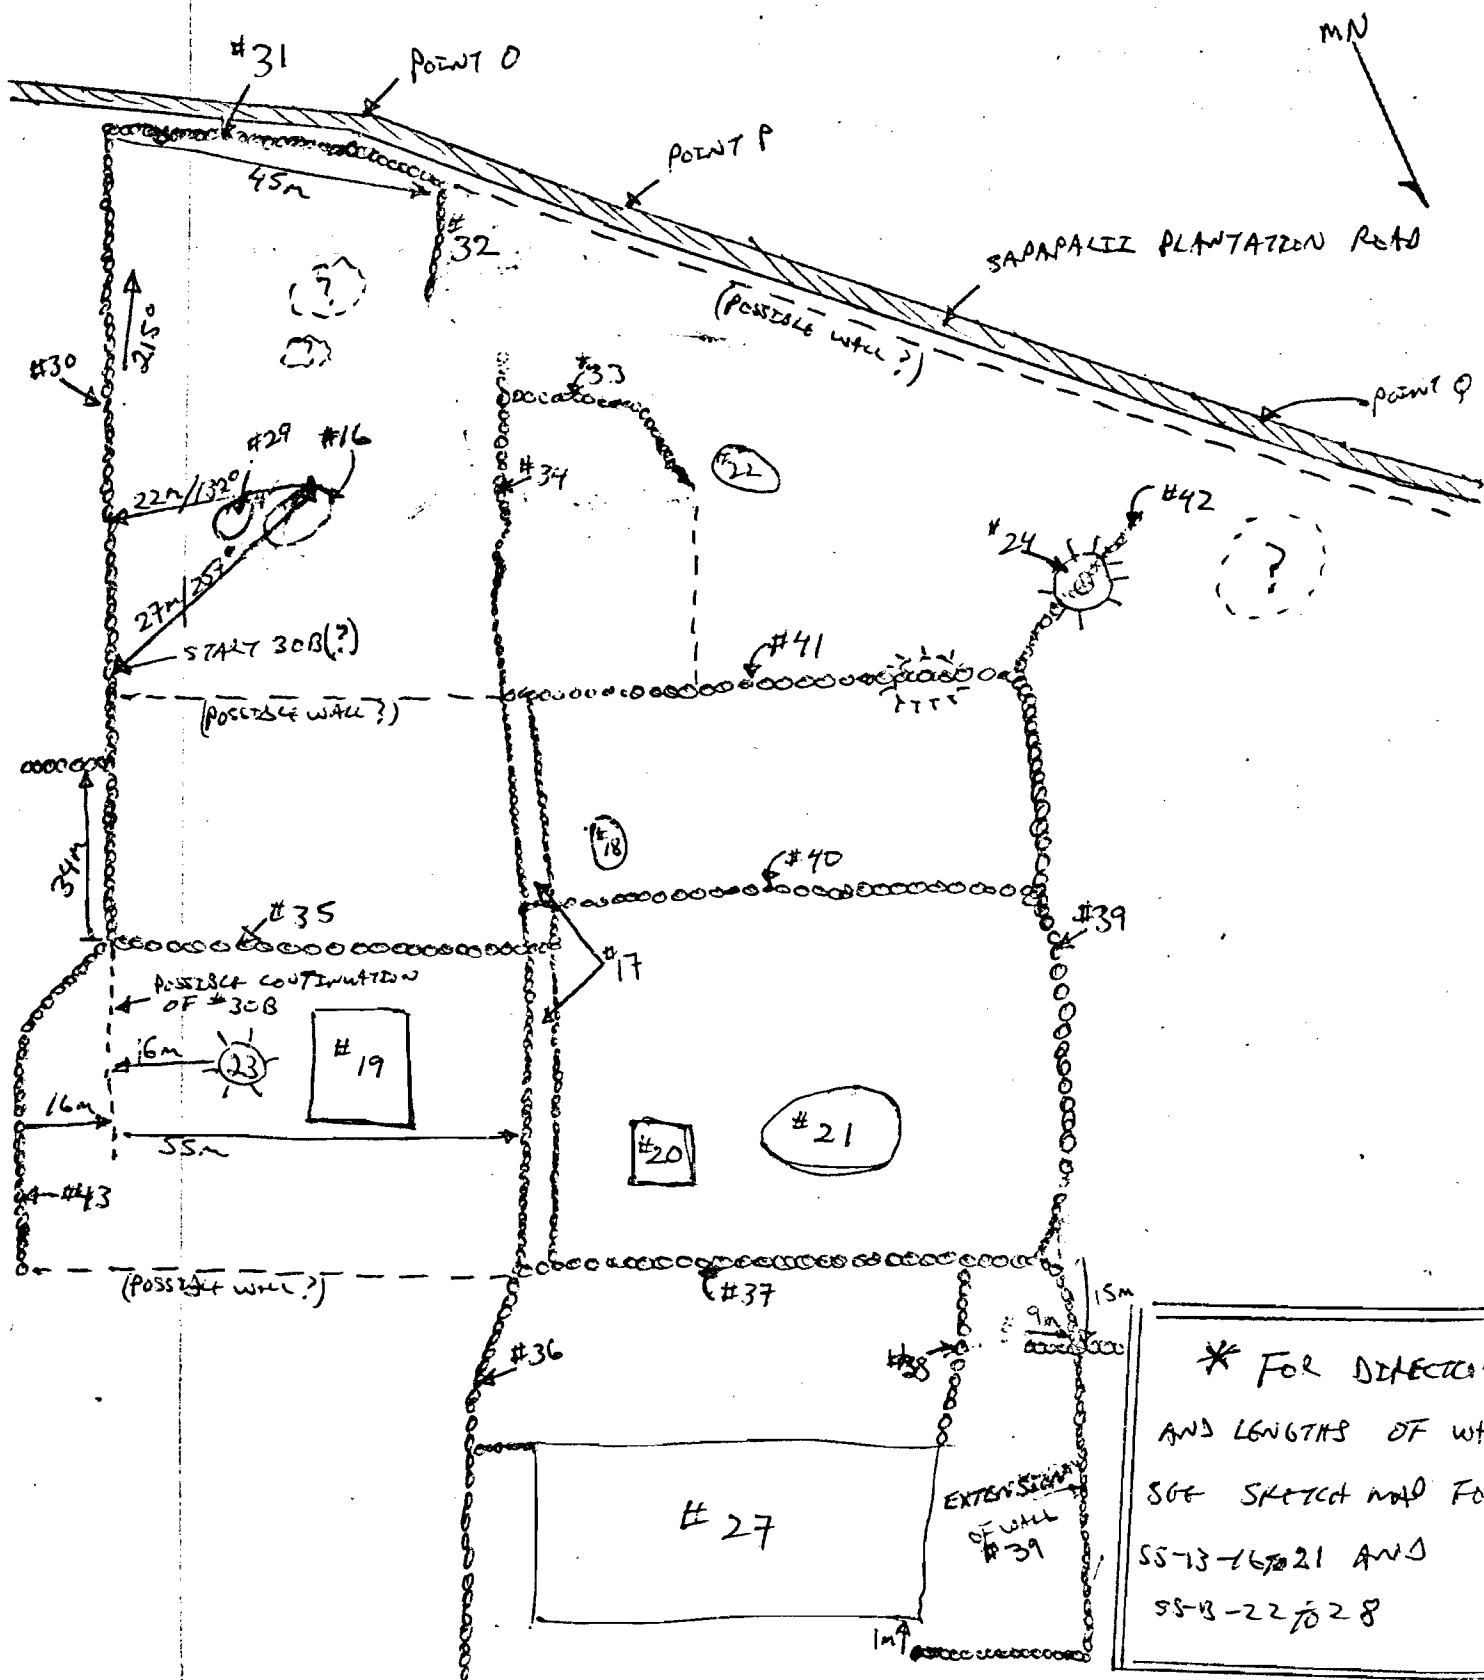 MN
#31
POINT O
POINT P
45m
#
32
SAPAPALII PLANTATION ROAD
?
(POSSIBLE WALL?)
215°
?
#30
#33
POINT Q
#29
#16
#22
#34
22m/132°
#42
#24
?
27m/253°
START 30B(?)
#41
(POSSIBLE WALL?)
#18
34m
#40
#35
#39
#17
POSSIBLE CONTINUATION
OF #30B
16m
23
#19
16m
55m
#20
#21
#43
(POSSIBLE WALL?)
#37
15m
9m
#36
#38
* FOR DIRECTIO
AND LENGTHS OF WA
SEE SKETCH MAP FO
SS-B-16 TO 21 AND
SS-B-22 TO 28
#27
EXTENSION
OF WALL
#39
1m